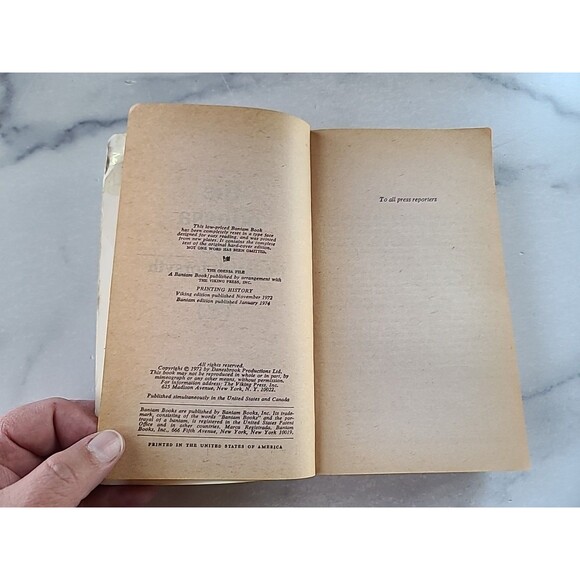 This low-priced Bantam Book
has been completely reset in a type face
designed for easy reading, and was printed
from new plates. It contains the complete
text of the original hard-cover edition.
NOT ONE WORD HAS BEEN OMITTED.
THE ODESSA FILE
A Bantam Book / published by arrangement with
THE VIKING PRESS, INC.
PRINTING HISTORY
Viking edition published November 1972
Bantam edition published January 1974
All rights reserved.
Copyright © 1972 by Danesbrook Productions Ltd.
This book may not be reproduced in whole or in part, by
mimeograph or any other means, without permission.
For information address: The Viking Press, Inc.
625 Madison Avenue, New York, N. Y. 10022.
Published simultaneously in the United States and Canada
Bantam Books are published by Bantam Books, Inc. Its trade-
mark, consisting of the words "Bantam Books" and the por-
trayal of a bantam, is registered in the United States Patent
Office and in other countries. Marca Registrada. Bantam
Books, Inc., 666 Fifth Avenue, New York, New York 10019.
PRINTED IN THE UNITED STATES OF AMERICA
To all press reporters